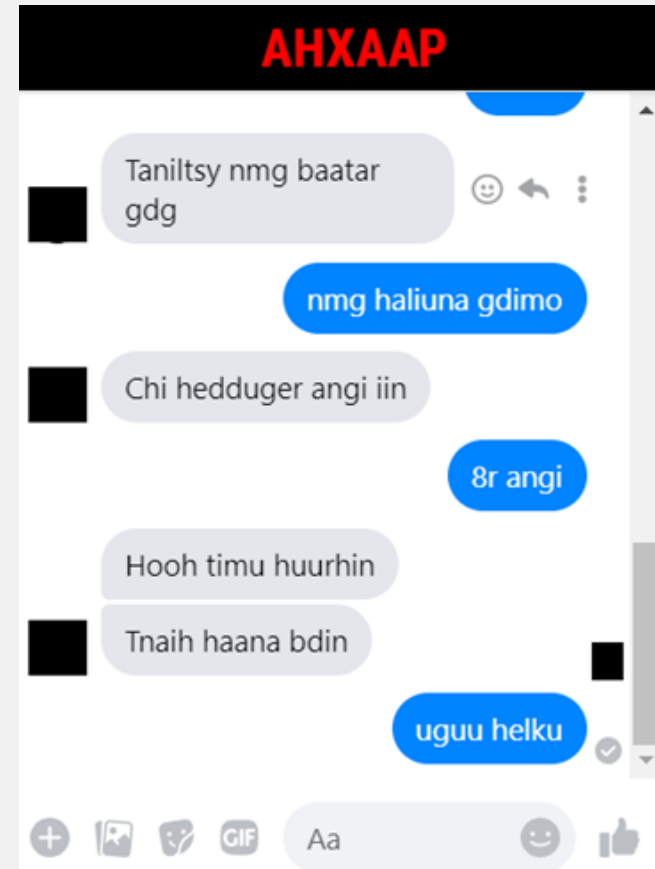 АНХААР
Taniltsy nmg baatar
gdg
nmg haliuna gdimo
Chi hedduger angi iin
8r angi
Hooh timu huurhin
Tnaih haana bdin
uguu helku
GIF
Aa